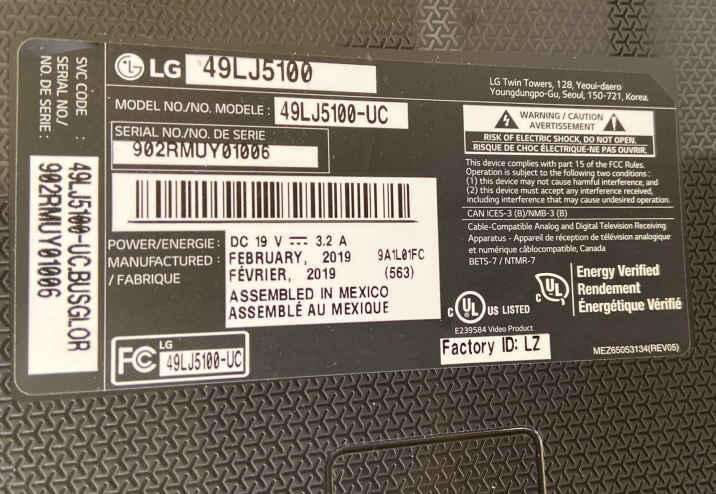 SVC CODE :
SERIAL NO./
NO. DE SERIE :
49LJ5100-UC.BUSGLOR
902RMUY01006
LG 49LJ5100
MODEL NO./NO. MODELE : 49LJ5100-UC
SERIAL NO./NO. DE SERIE
902RMUY01006
POWER/ENERGIE : DC 19 V ⎓ 3.2 A
MANUFACTURED : FEBRUARY, 2019 9A1L01FC
/ FABRIQUE FÉVRIER, 2019 (563)
ASSEMBLED IN MEXICO
ASSEMBLÉ AU MEXIQUE
FC LG
49LJ5100-UC
LG Twin Towers, 128, Yeoui-daero
Youngdungpo-Gu, Seoul, 150-721, Korea.
WARNING / CAUTION
AVERTISSEMENT
RISK OF ELECTRIC SHOCK, DO NOT OPEN.
RISQUE DE CHOC ÉLECTRIQUE-NE PAS OUVRIR.
This device complies with part 15 of the FCC Rules.
Operation is subject to the following two conditions :
(1) this device may not cause harmful interference, and
(2) this device must accept any interference received,
including interference that may cause undesired operation.
CAN ICES-3 (B)/NMB-3 (B)
Cable-Compatible Analog and Digital Television Receiving
Apparatus - Appareil de réception de télévision analogique
et numérique câblocompatible, Canada
BETS-7 / NTMR-7
C UL US LISTED
E239584 Video Product
C UL
Energy Verified
Rendement
Énergétique Vérifié
Factory ID: LZ
MEZ65053134(REV05)